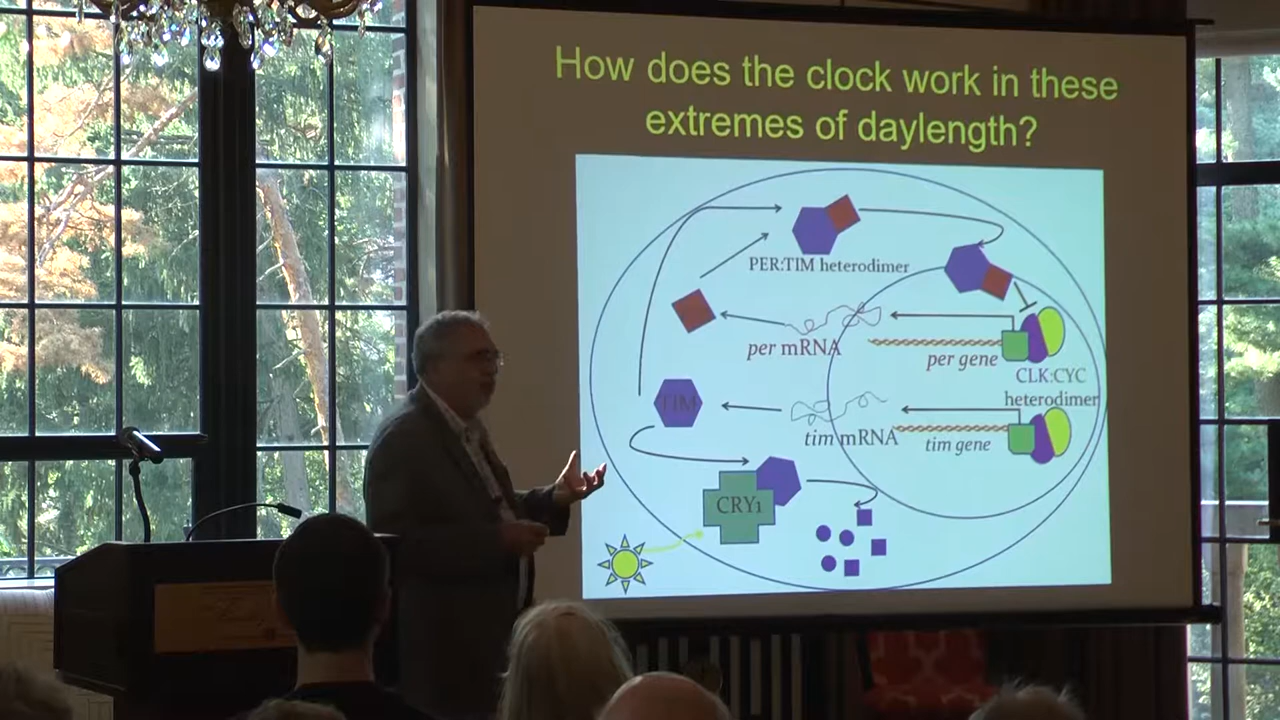 How does the clock work in these
extremes of daylength?
PER:TIM heterodimer
per mRNA
per gene
CLK:CYC
heterodimer
TIM
tim mRNA
tim gene
CRY1